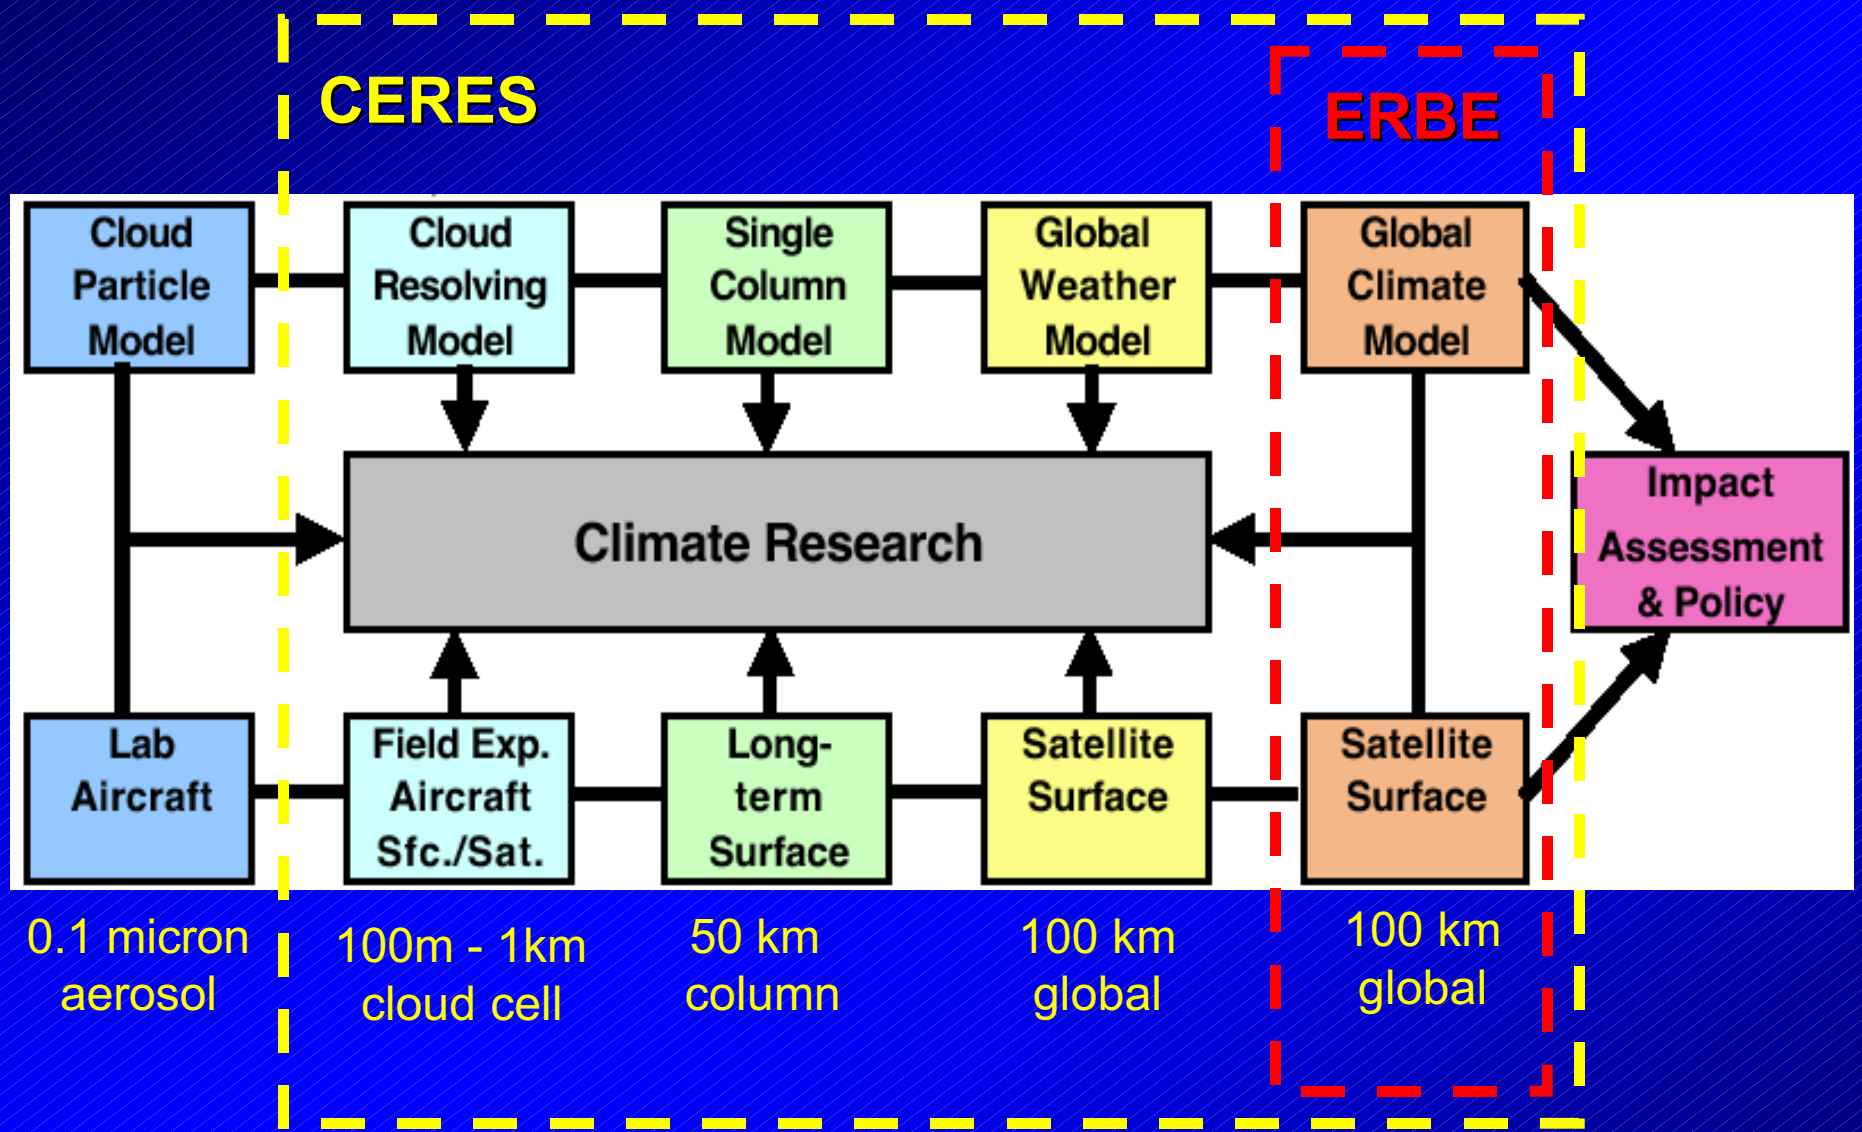 CERES
ERBE
Cloud
Particle
Model
Cloud
Resolving
Model
Single
Column
Model
Global
Weather
Model
Global
Climate
Model
Climate Research
Impact
Assessment
& Policy
Lab
Aircraft
Field Exp.
Aircraft
Sfc./Sat.
Long-
term
Surface
Satellite
Surface
Satellite
Surface
0.1 micron
aerosol
100m - 1km
cloud cell
50 km
column
100 km
global
100 km
global